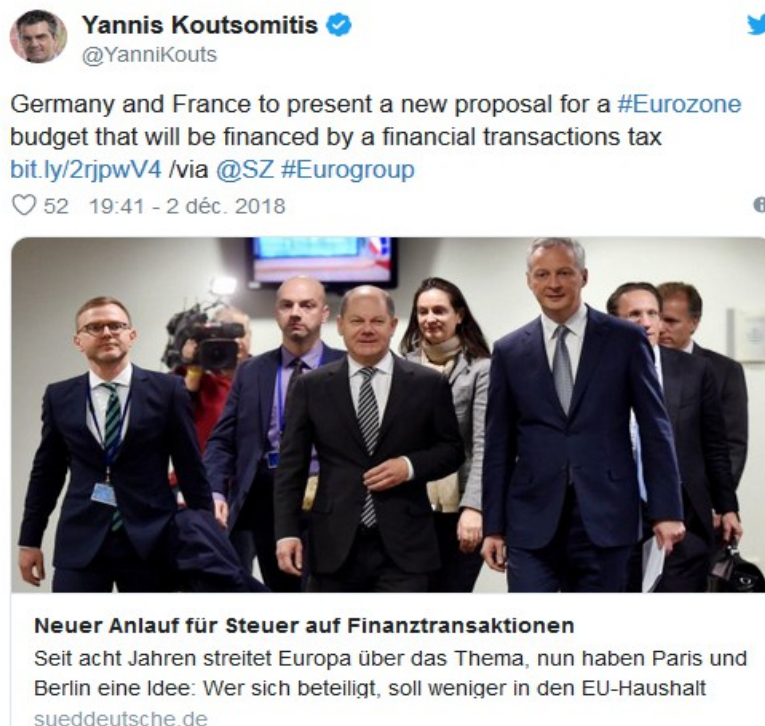 Yannis Koutsomitis
@YanniKouts
Germany and France to present a new proposal for a #Eurozone
budget that will be financed by a financial transactions tax
bit.ly/2rjpwV4 /via @SZ #Eurogroup
52 19:41 - 2 déc. 2018
Neuer Anlauf für Steuer auf Finanztransaktionen
Seit acht Jahren streitet Europa über das Thema, nun haben Paris und
Berlin eine Idee: Wer sich beteiligt, soll weniger in den EU-Haushalt
sueddeutsche.de